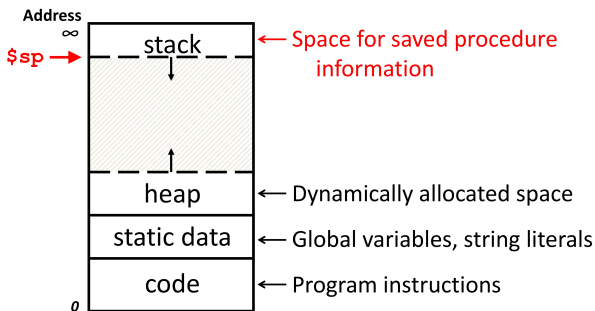 Address
∞
stack
$sp
Space for saved procedure
information
heap
Dynamically allocated space
static data
Global variables, string literals
code
Program instructions
0